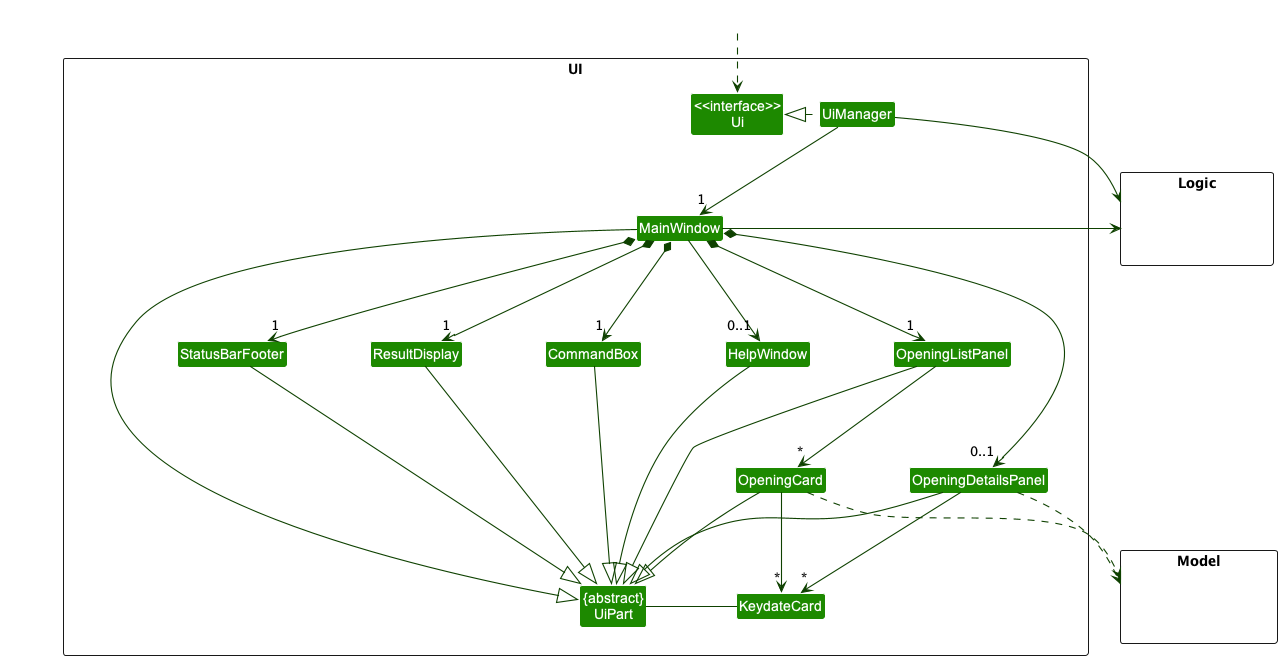 UI
<<interface>>
Ui
UiManager
Logic
1
MainWindow
1
1
1
0..1
1
StatusBarFooter
ResultDisplay
CommandBox
HelpWindow
OpeningListPanel
*
0..1
OpeningCard
OpeningDetailsPanel
Model
*
*
{abstract}
UiPart
KeydateCard